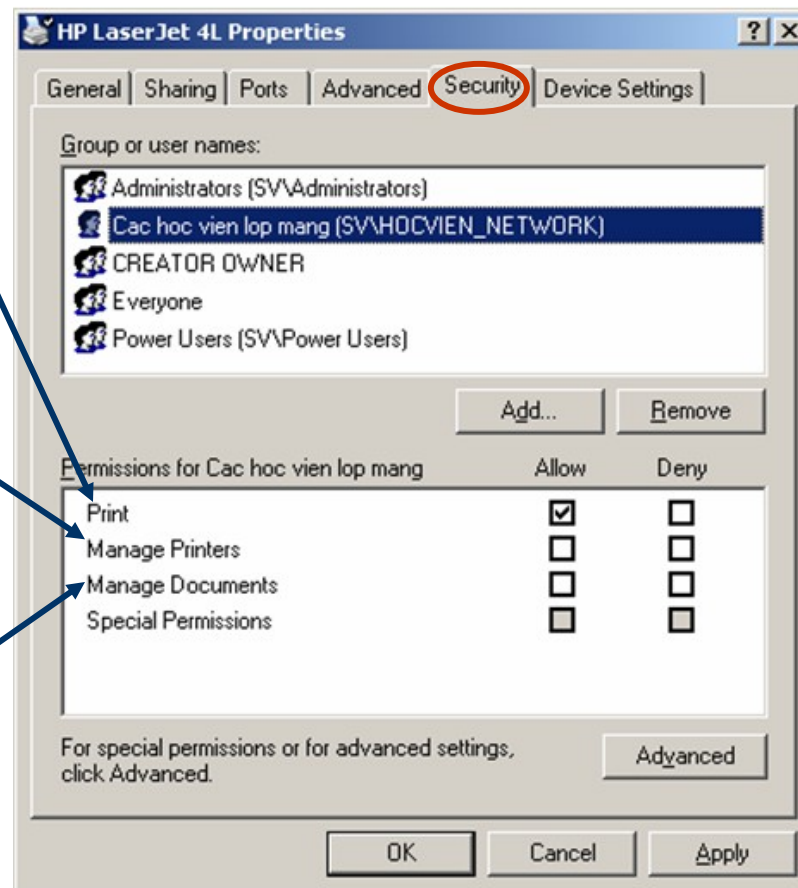 HP LaserJet 4L Properties
General Sharing Ports Advanced Security Device Settings
Group or user names:
Administrators (SV\Administrators)
Cac hoc vien lop mang (SV\HOCVIEN_NETWORK)
CREATOR OWNER
Everyone
Power Users (SV\Power Users)
Add... Remove
Permissions for Cac hoc vien lop mang Allow Deny
Print
Manage Printers
Manage Documents
Special Permissions
For special permissions or for advanced settings,
click Advanced.
Advanced
OK Cancel Apply